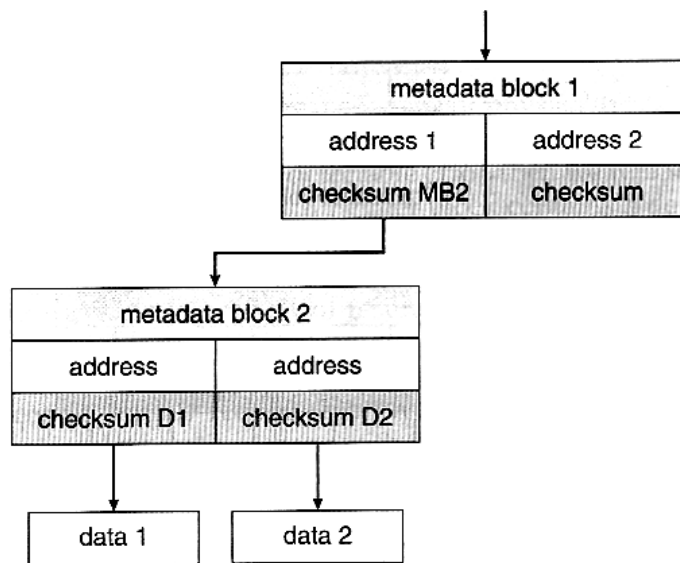 metadata block 1
address 1 address 2
checksum MB2 checksum
metadata block 2
address address
checksum D1 checksum D2
data 1 data 2